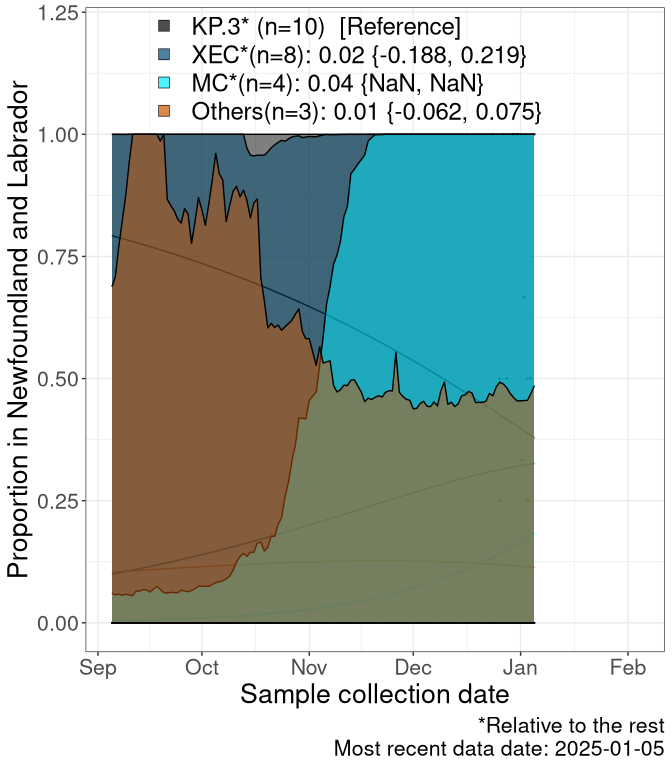 1.25
KP.3* (n=10)  [Reference]
XEC*(n=8): 0.02 {-0.188, 0.219}
MC*(n=4): 0.04 {NaN, NaN}
Others(n=3): 0.01 {-0.062, 0.075}
1.00
0.75
0.50
0.25
0.00
Proportion in Newfoundland and Labrador
Sep Oct Nov Dec Jan Feb
Sample collection date
*Relative to the rest
Most recent data date: 2025-01-05